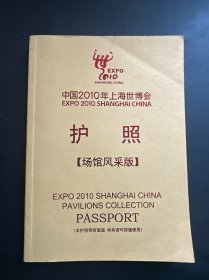 EXPO
2010
SHANGHAI CHINA
中国2010年上海世博会
EXPO 2010 SHANGHAI CHINA
护照
【场馆风采版】
EXPO 2010 SHANGHAI CHINA
PAVILIONS COLLECTION
PASSPORT